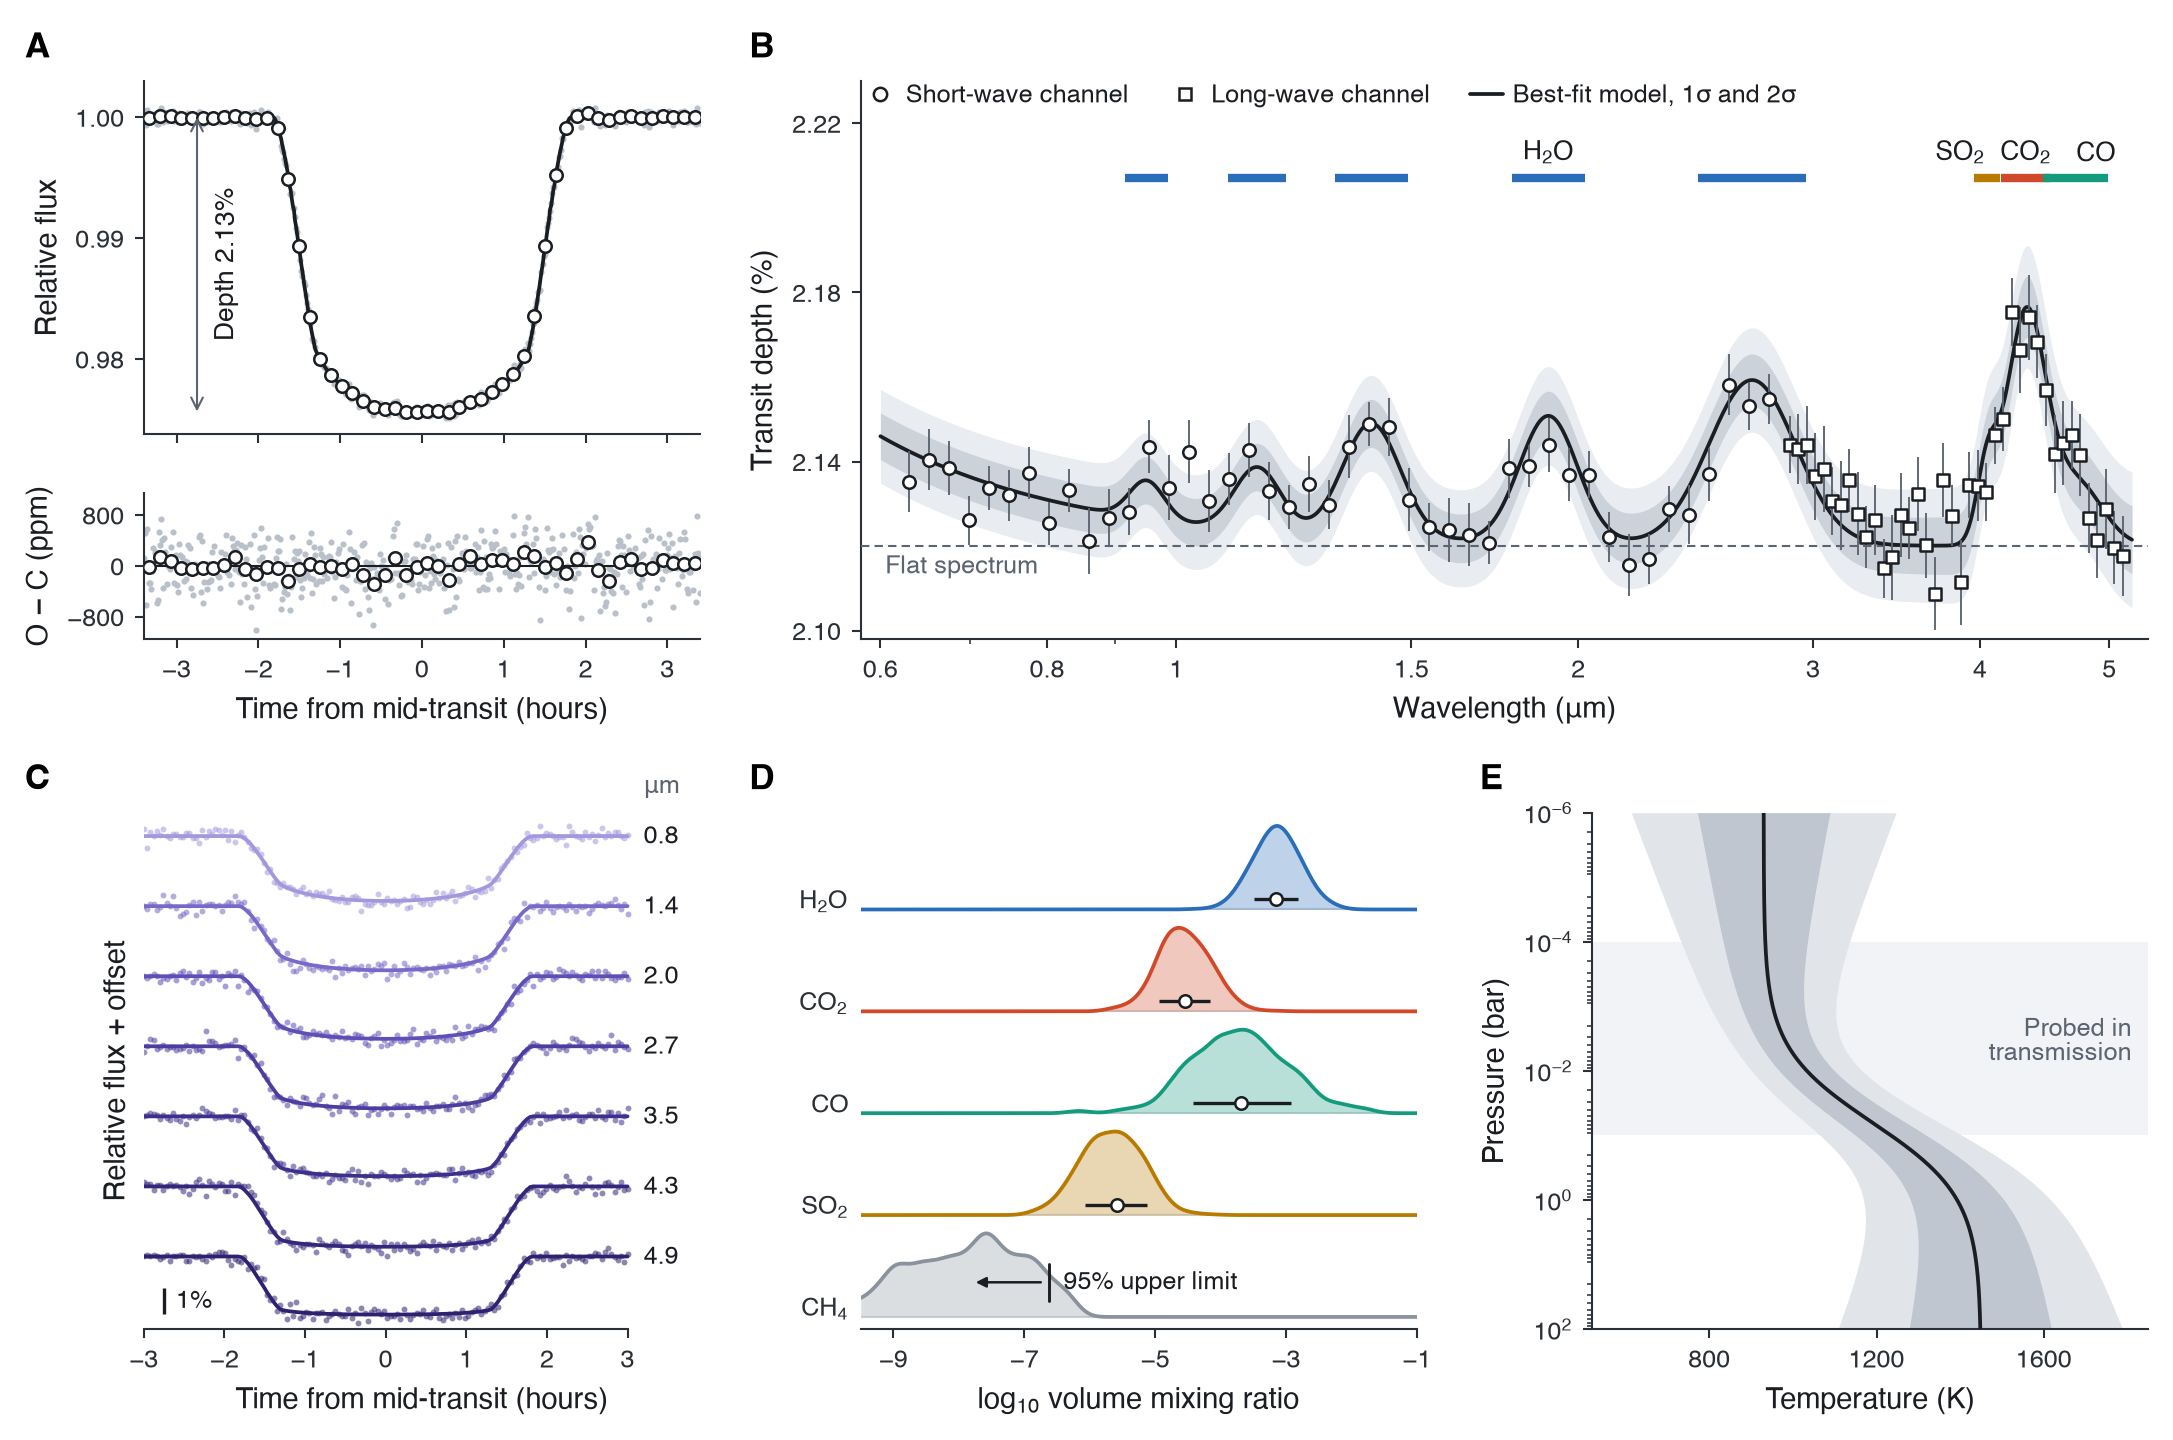 A
Relative flux
1.00
0.99
0.98
Depth 2.13%
O – C (ppm)
800
0
−800
−3 −2 −1 0 1 2 3
Time from mid-transit (hours)
B
Transit depth (%)
2.22
2.18
2.14
2.10
Short-wave channel
Long-wave channel
Best-fit model, 1σ and 2σ
H₂O
SO₂ CO₂ CO
Flat spectrum
0.6 0.8 1 1.5 2 3 4 5
Wavelength (μm)
C
Relative flux + offset
μm
0.8
1.4
2.0
2.7
3.5
4.3
4.9
1%
−3 −2 −1 0 1 2 3
Time from mid-transit (hours)
D
H₂O
CO₂
CO
SO₂
CH₄
95% upper limit
−9 −7 −5 −3 −1
log₁₀ volume mixing ratio
E
Pressure (bar)
10⁻⁶
10⁻⁴
10⁻²
10⁰
10²
Probed in
transmission
800 1200 1600
Temperature (K)